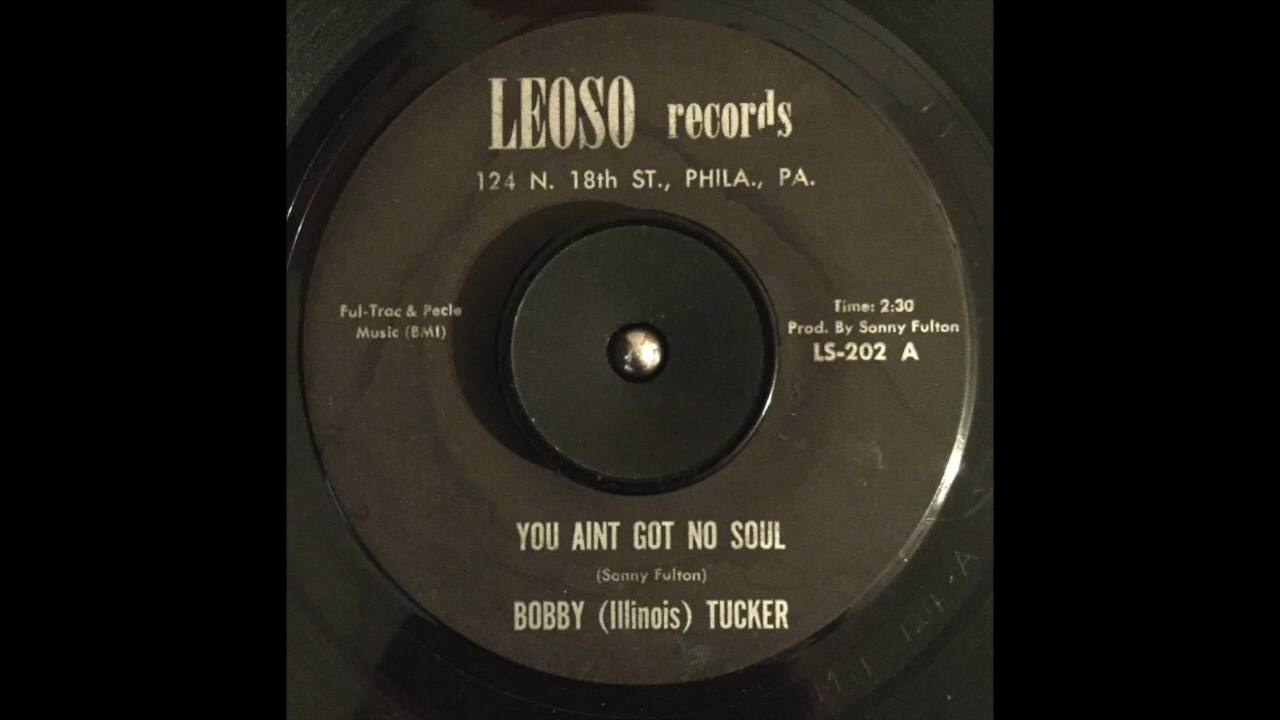 LEOSO records
124 N. 18th ST., PHILA., PA.
Ful-Trac & Pecle
Music (BMI)
Time: 2:30
Prod. By Sonny Fulton
LS-202 A
YOU AINT GOT NO SOUL
(Sonny Fulton)
BOBBY (Illinois) TUCKER